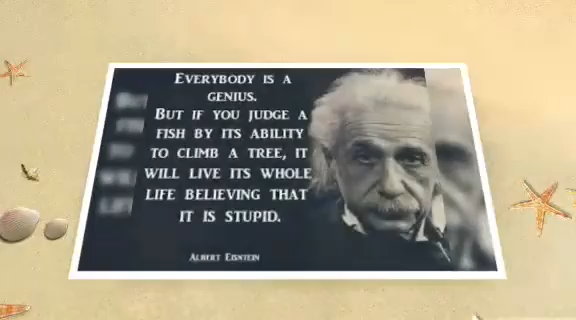 Everybody is a
genius.
But if you judge a
fish by its ability
to climb a tree, it
will live its whole
life believing that
it is stupid.
Albert Eisntein